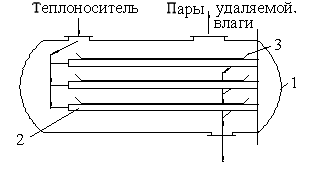 Теплоноситель
Пары удаляемой
влаги
3
1
2